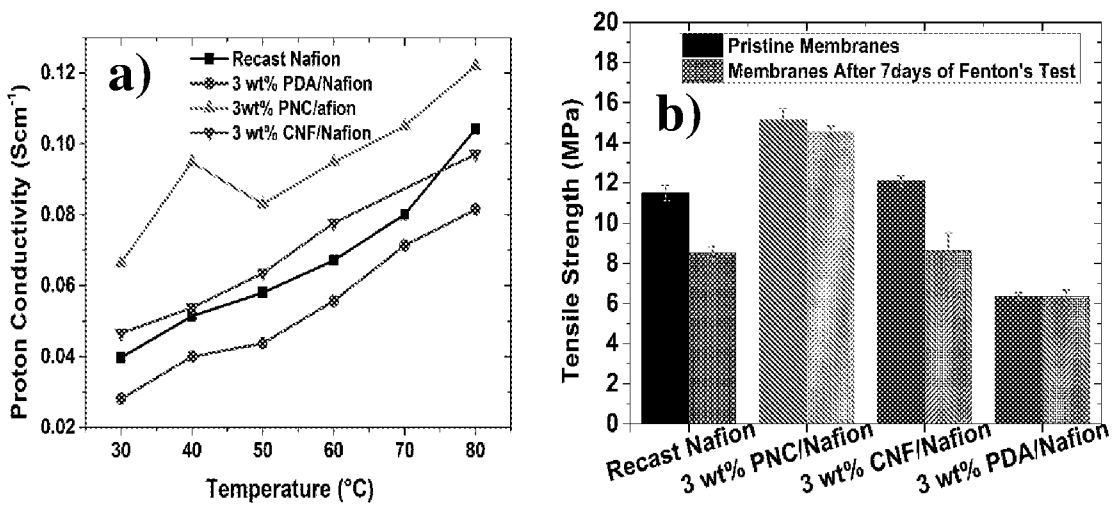 a)
Recast Nafion
3 wt% PDA/Nafion
3wt% PNC/afion
3 wt% CNF/Nafion
Proton Conductivity (Scm⁻¹)
0.12
0.10
0.08
0.06
0.04
0.02
30 40 50 60 70 80
Temperature (°C)
b)
Pristine Membranes
Membranes After 7days of Fenton's Test
Tensile Strength (MPa)
20
18
16
14
12
10
8
6
4
2
0
Recast Nafion
3 wt% PNC/Nafion
3 wt% CNF/Nafion
3 wt% PDA/Nafion